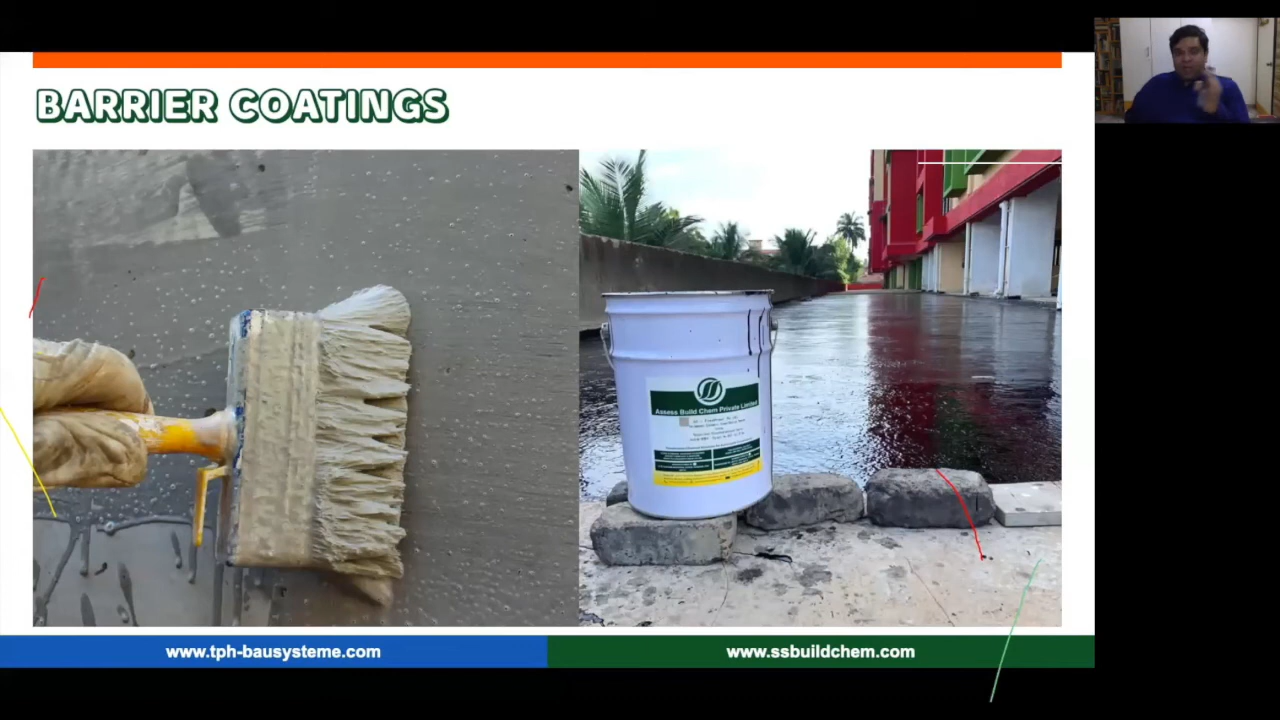 BARRIER COATINGS
Assess Build Chem Private Limited
www.tph-bausysteme.com
www.ssbuildchem.com